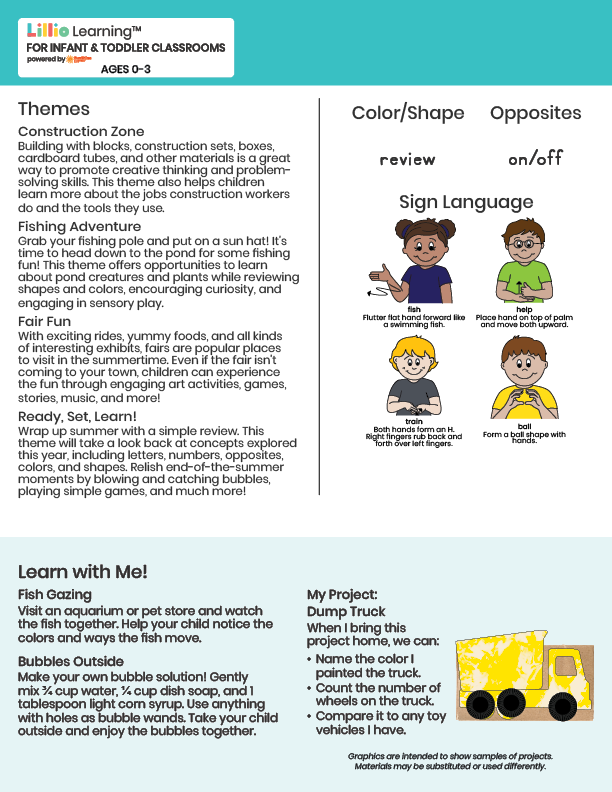 Lillio Learning™
FOR INFANT & TODDLER CLASSROOMS
powered by
AGES 0-3
Themes
Construction Zone
Building with blocks, construction sets, boxes,
cardboard tubes, and other materials is a great
way to promote creative thinking and problem-
solving skills. This theme also helps children
learn more about the jobs construction workers
do and the tools they use.
Fishing Adventure
Grab your fishing pole and put on a sun hat! It's
time to head down to the pond for some fishing
fun! This theme offers opportunities to learn
about pond creatures and plants while reviewing
shapes and colors, encouraging curiosity, and
engaging in sensory play.
Fair Fun
With exciting rides, yummy foods, and all kinds
of interesting exhibits, fairs are popular places
to visit in the summertime. Even if the fair isn't
coming to your town, children can experience
the fun through engaging art activities, games,
stories, music, and more!
Ready, Set, Learn!
Wrap up summer with a simple review. This
theme will take a look back at concepts explored
this year, including letters, numbers, opposites,
colors, and shapes. Relish end-of-the-summer
moments by blowing and catching bubbles,
playing simple games, and much more!
Color/Shape
review
Opposites
on/off
Sign Language
fish
Flutter flat hand forward like
a swimming fish.
help
Place hand on top of palm
and move both upward.
train
Both hands form an H.
Right fingers rub back and
forth over left fingers.
ball
Form a ball shape with
hands.
Learn with Me!
Fish Gazing
Visit an aquarium or pet store and watch
the fish together. Help your child notice the
colors and ways the fish move.
Bubbles Outside
Make your own bubble solution! Gently
mix ¾ cup water, ¼ cup dish soap, and 1
tablespoon light corn syrup. Use anything
with holes as bubble wands. Take your child
outside and enjoy the bubbles together.
My Project:
Dump Truck
When I bring this
project home, we can:
• Name the color I
painted the truck.
• Count the number of
wheels on the truck.
• Compare it to any toy
vehicles I have.
Graphics are intended to show samples of projects.
Materials may be substituted or used differently.